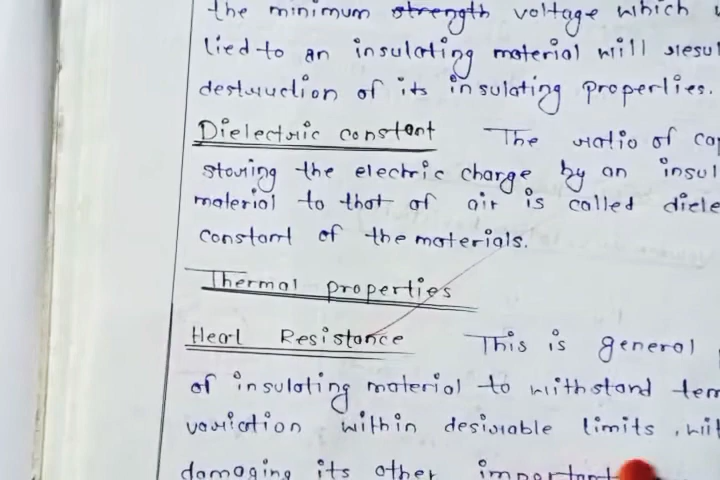 the minimum strength voltage which
lied to an insulating material will resul
destruction of its insulating properties.
Dielectric constant The ratio of cap
storing the electric charge by an insul
material to that of air is called diele
constant of the materials.
Thermal properties
Heat Resistance This is general
of insulating material to withstand tem
variation within desirable limits, wit
damaging its other important